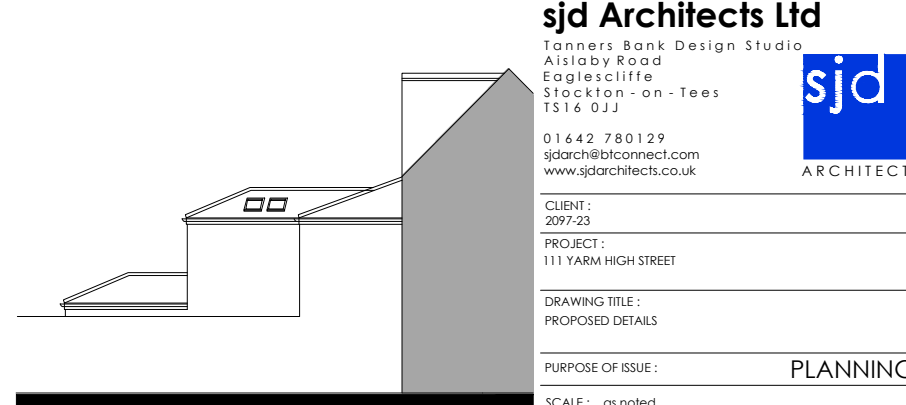 sjd Architects Ltd
Tanners Bank Design Studio
Aislaby Road
Eaglescliffe
Stockton - on - Tees
TS16 0JJ
01642 780129
sjdarch@btconnect.com
www.sjdarchitects.co.uk
sjd
ARCHITECT
CLIENT :
2097-23
PROJECT :
111 YARM HIGH STREET
DRAWING TITLE :
PROPOSED DETAILS
PURPOSE OF ISSUE : PLANNING
SCALE : as noted